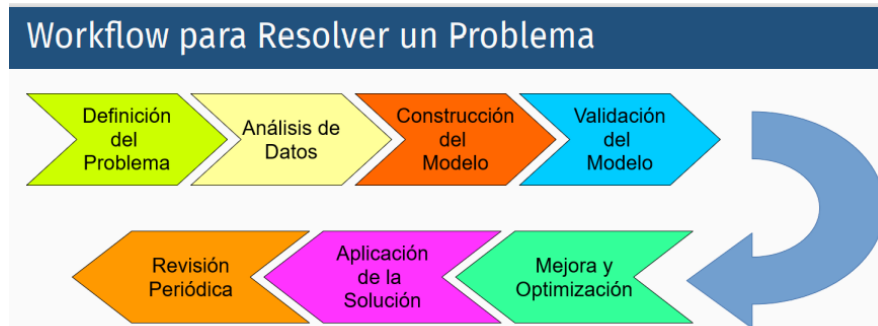 Workflow para Resolver un Problema
Definición
del
Problema
Análisis de
Datos
Construcción
del
Modelo
Validación
del
Modelo
Mejora y
Optimización
Aplicación
de la
Solución
Revisión
Periódica